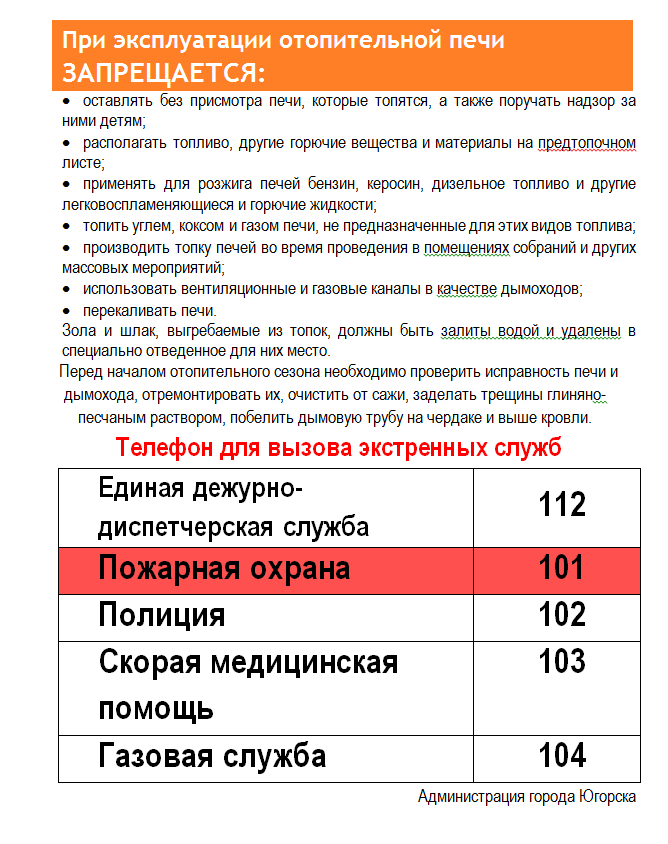 При эксплуатации отопительной печи
ЗАПРЕЩАЕТСЯ:
• оставлять без присмотра печи, которые топятся, а также поручать надзор за
ними детям;
• располагать топливо, другие горючие вещества и материалы на предтопочном
листе;
• применять для розжига печей бензин, керосин, дизельное топливо и другие
легковоспламеняющиеся и горючие жидкости;
• топить углем, коксом и газом печи, не предназначенные для этих видов топлива;
• производить топку печей во время проведения в помещениях собраний и других
массовых мероприятий;
• использовать вентиляционные и газовые каналы в качестве дымоходов;
• перекаливать печи.
Зола и шлак, выгребаемые из топок, должны быть залиты водой и удалены в
специально отведенное для них место.
Перед началом отопительного сезона необходимо проверить исправность печи и
дымохода, отремонтировать их, очистить от сажи, заделать трещины глиняно-
песчаным раствором, побелить дымовую трубу на чердаке и выше кровли.
Телефон для вызова экстренных служб
Единая дежурно-
диспетчерская служба 112
Пожарная охрана 101
Полиция 102
Скорая медицинская 103
помощь
Газовая служба 104
Администрация города Югорска